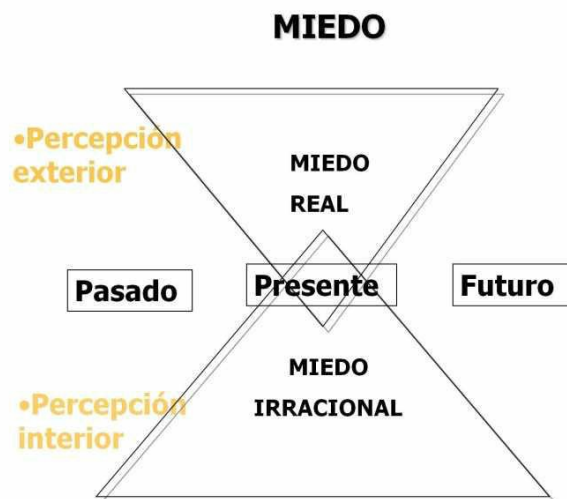 MIEDO
•Percepción
exterior
MIEDO
REAL
Pasado
Presente
Futuro
MIEDO
IRRACIONAL
•Percepción
interior